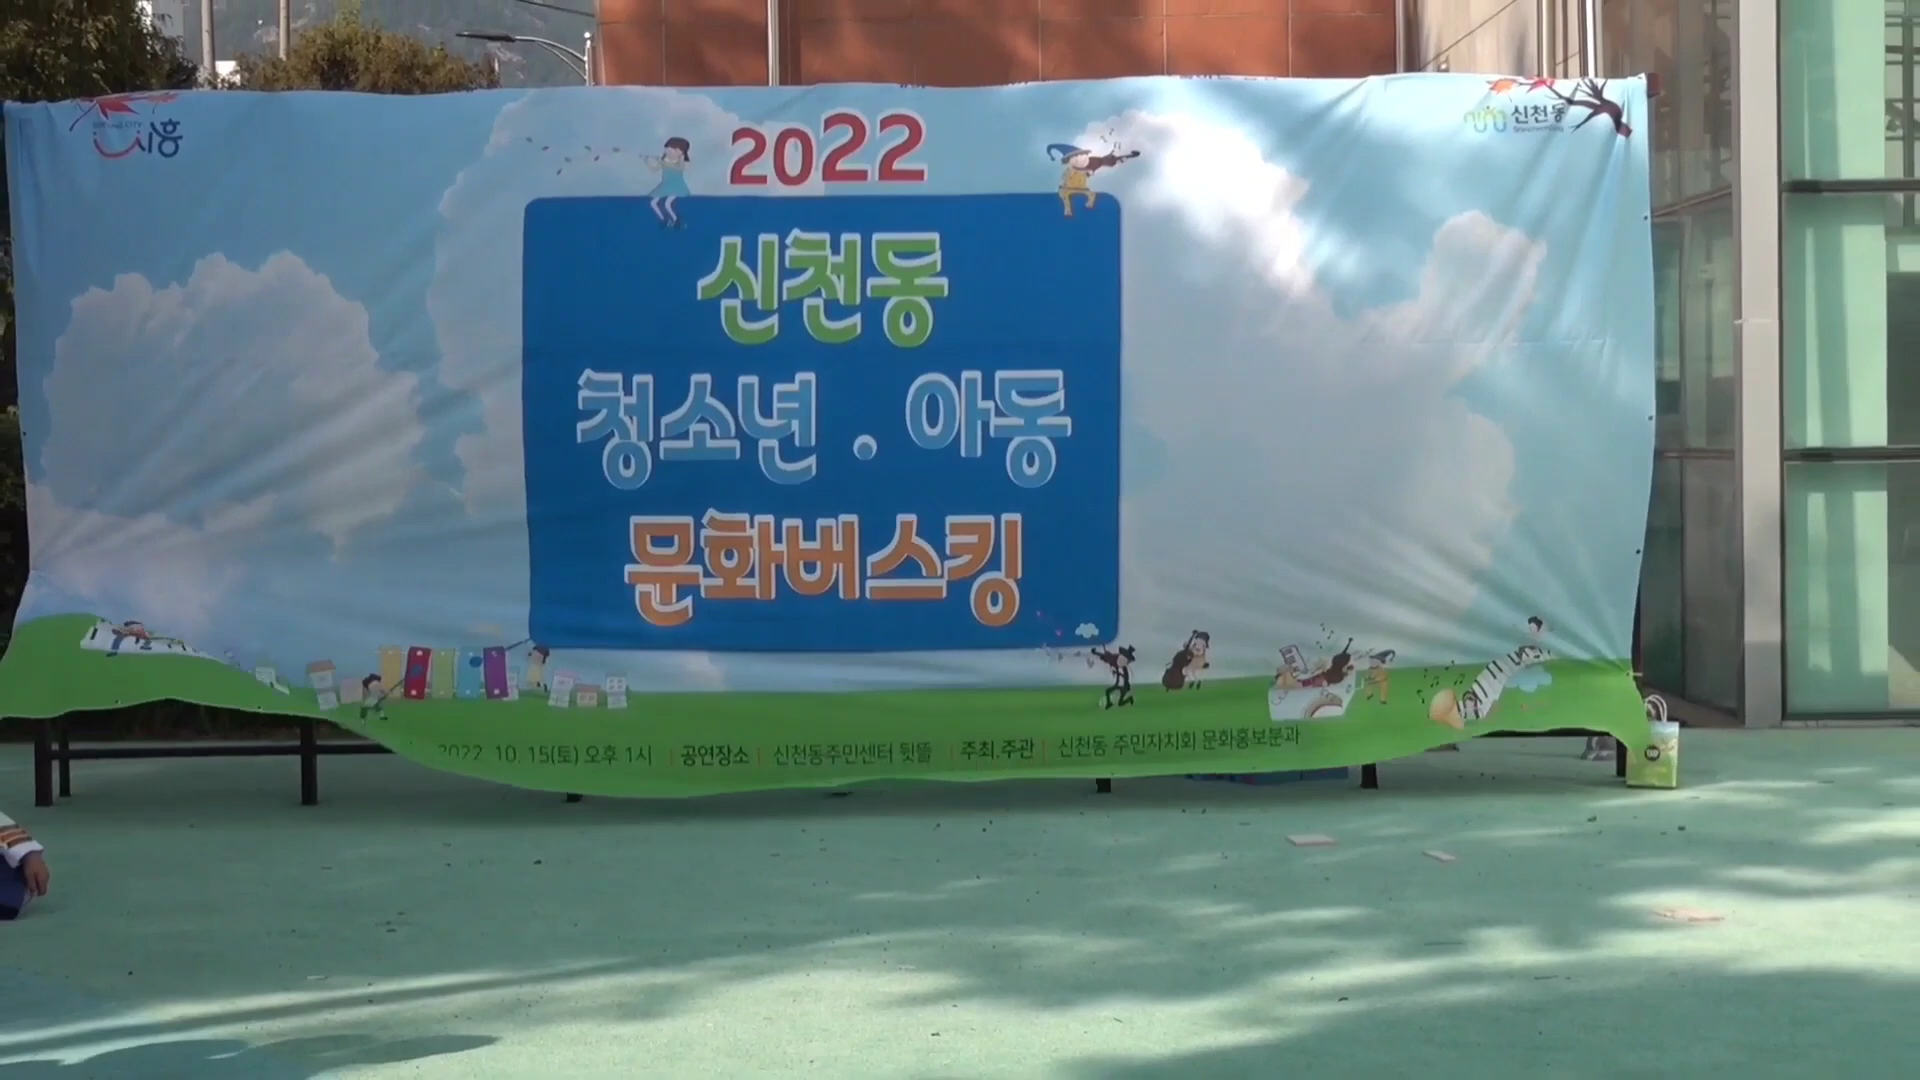 시흥
신천동
2022
신천동
청소년 . 아동
문화버스킹
2022. 10. 15(토) 오후 1시 | 공연장소 | 신천동주민센터 뒷뜰 | 주최.주관 | 신천동 주민자치회 문화홍보분과